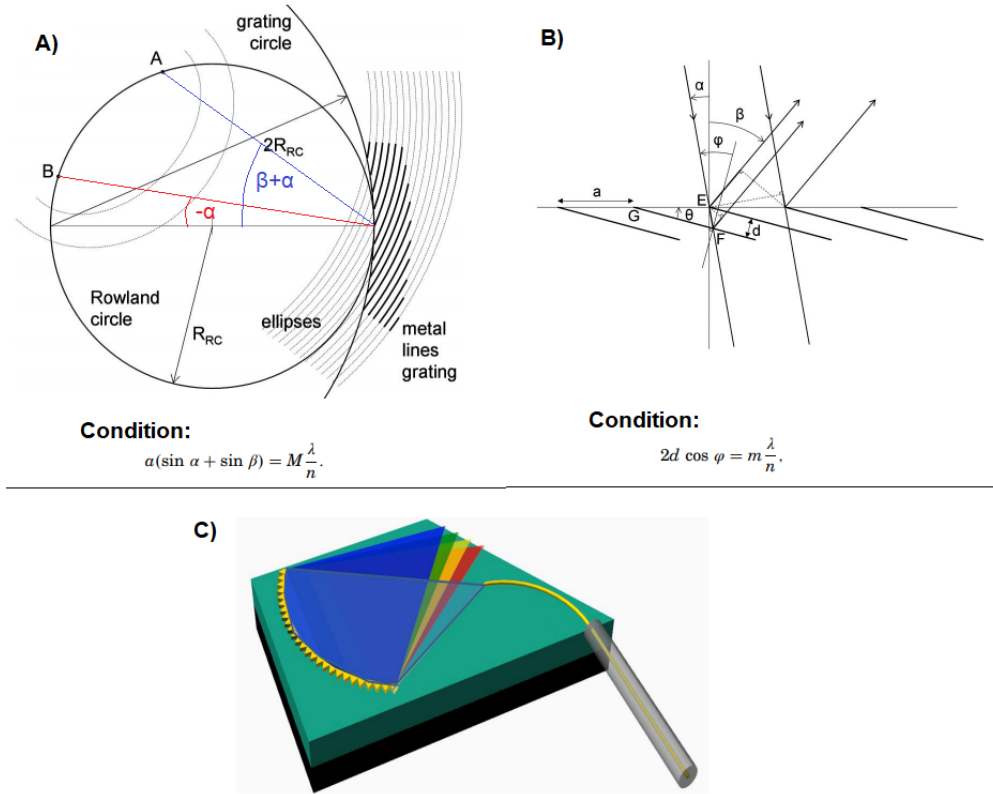 A)
grating
circle
A
2R_RC
B
β+α
-α
Rowland
circle
R_RC
ellipses
metal
lines
grating
Condition:
a(sin α + sin β) = M λ/n.
B)
α
β
φ
a
E
G
θ
d
F
Condition:
2d cos φ = m λ/n,
C)